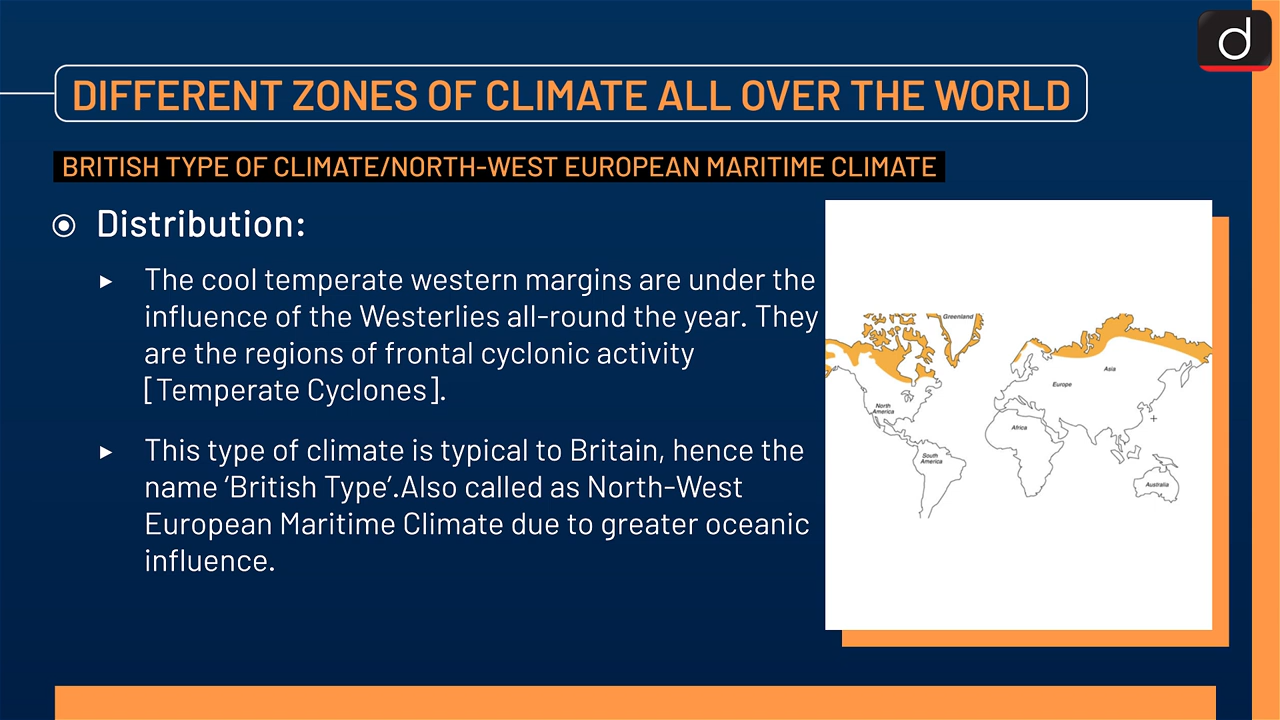 d
DIFFERENT ZONES OF CLIMATE ALL OVER THE WORLD
BRITISH TYPE OF CLIMATE/NORTH-WEST EUROPEAN MARITIME CLIMATE
Distribution:
The cool temperate western margins are under the
influence of the Westerlies all-round the year. They
are the regions of frontal cyclonic activity
[Temperate Cyclones].
This type of climate is typical to Britain, hence the
name ‘British Type’.Also called as North-West
European Maritime Climate due to greater oceanic
influence.
Greenland
Asia
Europe
North
America
Africa
South
America
Australia